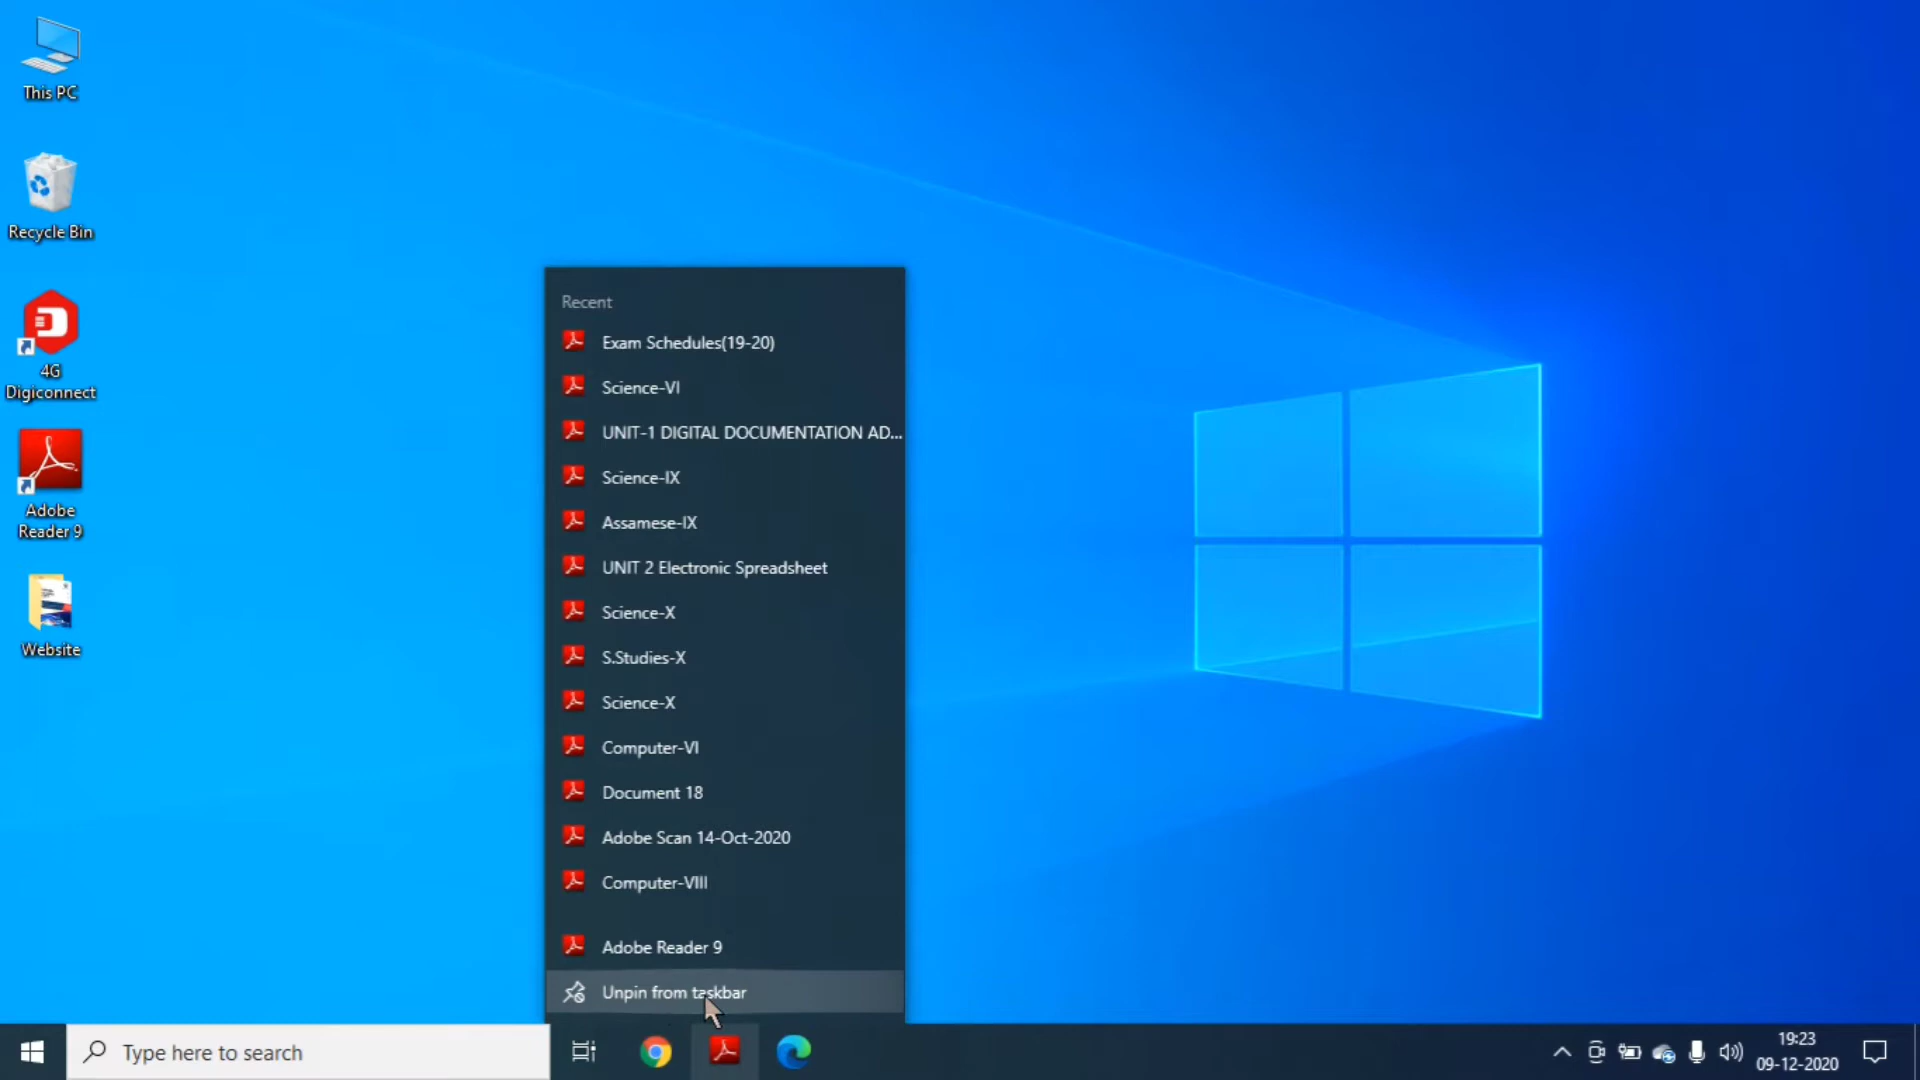 This PC
Recycle Bin
4G
Digiconnect
Adobe
Reader 9
Website
Recent
Exam Schedules(19-20)
Science-VI
UNIT-1 DIGITAL DOCUMENTATION AD...
Science-IX
Assamese-IX
UNIT 2 Electronic Spreadsheet
Science-X
S.Studies-X
Science-X
Computer-VI
Document 18
Adobe Scan 14-Oct-2020
Computer-VIII
Adobe Reader 9
Unpin from taskbar
Type here to search
19:23
09-12-2020